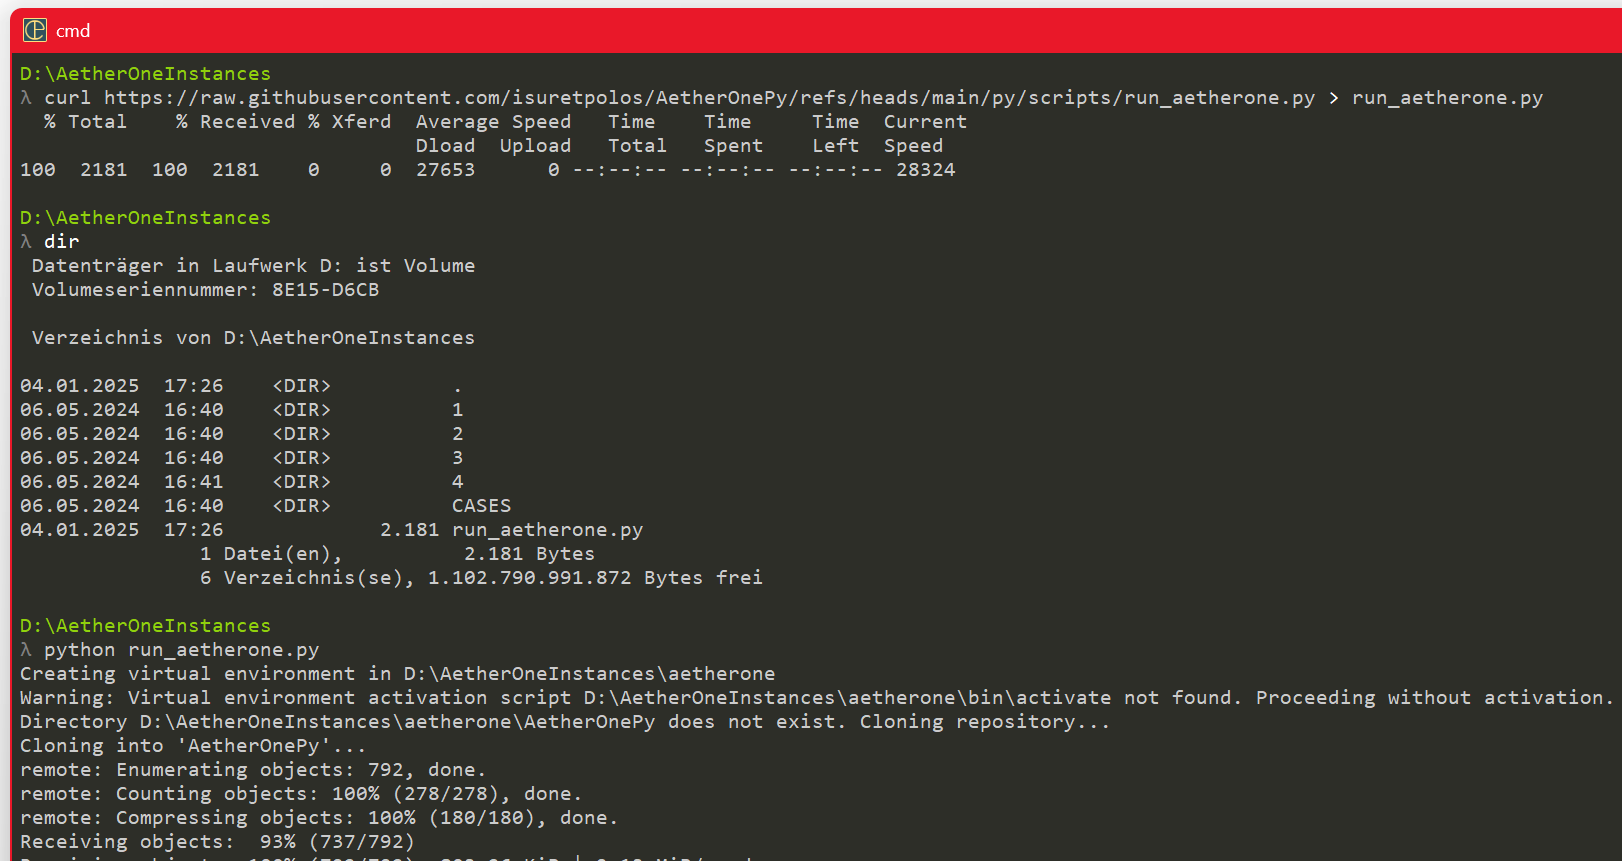 cmd
D:\AetherOneInstances
λ curl https://raw.githubusercontent.com/isuretpolos/AetherOnePy/refs/heads/main/py/scripts/run_aetherone.py > run_aetherone.py
% Total % Received % Xferd Average Speed Time Time Time Current
Dload Upload Total Spent Left Speed
100 2181 100 2181 0 0 27653 0 --:--:-- --:--:-- --:--:-- 28324
D:\AetherOneInstances
λ dir
Datenträger in Laufwerk D: ist Volume
Volumeseriennummer: 8E15-D6CB
Verzeichnis von D:\AetherOneInstances
04.01.2025 17:26 <DIR> .
06.05.2024 16:40 <DIR> 1
06.05.2024 16:40 <DIR> 2
06.05.2024 16:40 <DIR> 3
06.05.2024 16:41 <DIR> 4
06.05.2024 16:40 <DIR> CASES
04.01.2025 17:26 2.181 run_aetherone.py
1 Datei(en), 2.181 Bytes
6 Verzeichnis(se), 1.102.790.991.872 Bytes frei
D:\AetherOneInstances
λ python run_aetherone.py
Creating virtual environment in D:\AetherOneInstances\aetherone
Warning: Virtual environment activation script D:\AetherOneInstances\aetherone\bin\activate not found. Proceeding without activation.
Directory D:\AetherOneInstances\aetherone\AetherOnePy does not exist. Cloning repository...
Cloning into 'AetherOnePy'...
remote: Enumerating objects: 792, done.
remote: Counting objects: 100% (278/278), done.
remote: Compressing objects: 100% (180/180), done.
Receiving objects: 93% (737/792)